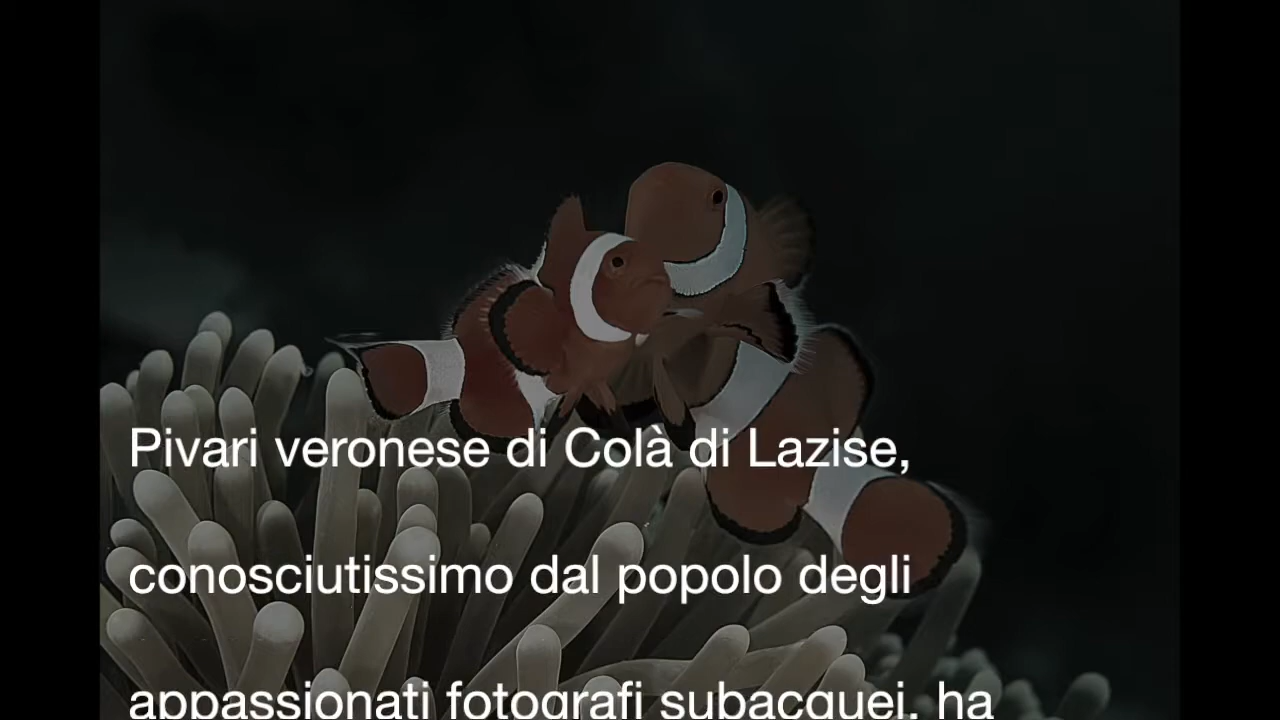 Pivari veronese di Colà di Lazise,
conosciutissimo dal popolo degli
appassionati fotografi subacquei, ha